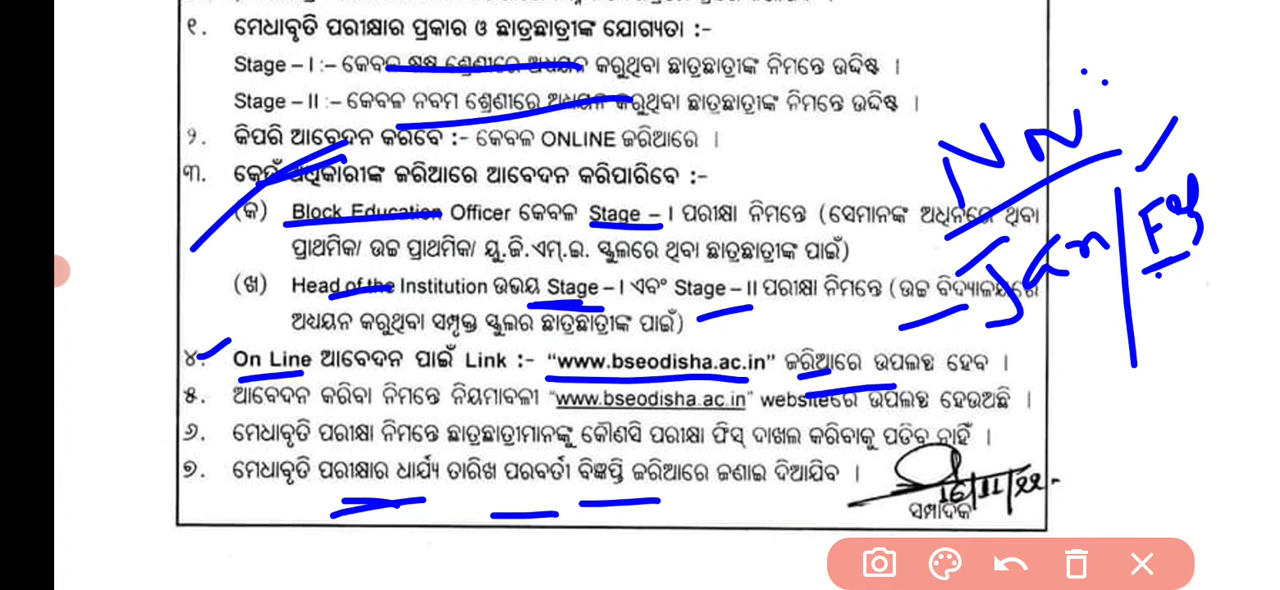 ୧. ମେଧାବୃତି ପରୀକ୍ଷାର ପ୍ରକାର ଓ ଛାତ୍ରଛାତ୍ରୀଙ୍କ ଯୋଗ୍ୟତା :-
Stage – I :- କେବଳ ଷଷ୍ଠ ଶ୍ରେଣୀରେ ଅଧ୍ୟୟନ କରୁଥିବା ଛାତ୍ରଛାତ୍ରୀଙ୍କ ନିମନ୍ତେ ଉଦ୍ଦିଷ୍ଟ ।
Stage – II :- କେବଳ ନବମ ଶ୍ରେଣୀରେ ଅଧ୍ୟୟନ କରୁଥିବା ଛାତ୍ରଛାତ୍ରୀଙ୍କ ନିମନ୍ତେ ଉଦ୍ଦିଷ୍ଟ ।
୨. କିପରି ଆବେଦନ କରିବେ :- କେବଳ ONLINE ଜରିଆରେ ।
୩. କେଉଁ ଅଧିକାରୀଙ୍କ ଜରିଆରେ ଆବେଦନ କରିପାରିବେ :-
(କ) Block Education Officer କେବଳ Stage – I ପରୀକ୍ଷା ନିମନ୍ତେ (ସେମାନଙ୍କ ଅଧିନରେ ଥିବା
ପ୍ରାଥମିକ/ ଉଚ୍ଚ ପ୍ରାଥମିକ/ ୟୁ.ଜି.ଏମ୍.ଇ. ସ୍କୁଲରେ ଥିବା ଛାତ୍ରଛାତ୍ରୀଙ୍କ ପାଇଁ)
(ଖ) Head of the Institution ଉଭୟ Stage – I ଏବଂ Stage – II ପରୀକ୍ଷା ନିମନ୍ତେ (ଉଚ୍ଚ ବିଦ୍ୟାଳୟରେ
ଅଧ୍ୟୟନ କରୁଥିବା ସମ୍ପୃକ୍ତ ସ୍କୁଲର ଛାତ୍ରଛାତ୍ରୀଙ୍କ ପାଇଁ)
Jan/Feb
୪. On Line ଆବେଦନ ପାଇଁ Link :- “www.bseodisha.ac.in” ଜରିଆରେ ଉପଲବ୍ଧ ହେବ ।
୫. ଆବେଦନ କରିବା ନିମନ୍ତେ ନିୟମାବଳୀ “www.bseodisha.ac.in” websiteରେ ଉପଲବ୍ଧ ହେଉଅଛି ।
୬. ମେଧାବୃତି ପରୀକ୍ଷା ନିମନ୍ତେ ଛାତ୍ରଛାତ୍ରୀମାନଙ୍କୁ କୌଣସି ପରୀକ୍ଷା ଫିସ୍ ଦାଖଲ କରିବାକୁ ପଡିବ ନାହିଁ ।
୭. ମେଧାବୃତି ପରୀକ୍ଷାର ଧାର୍ଯ୍ୟ ତାରିଖ ପରବର୍ତୀ ବିଜ୍ଞପ୍ତି ଜରିଆରେ ଜଣାଇ ଦିଆଯିବ ।
16/11/22
ସମ୍ପାଦକ